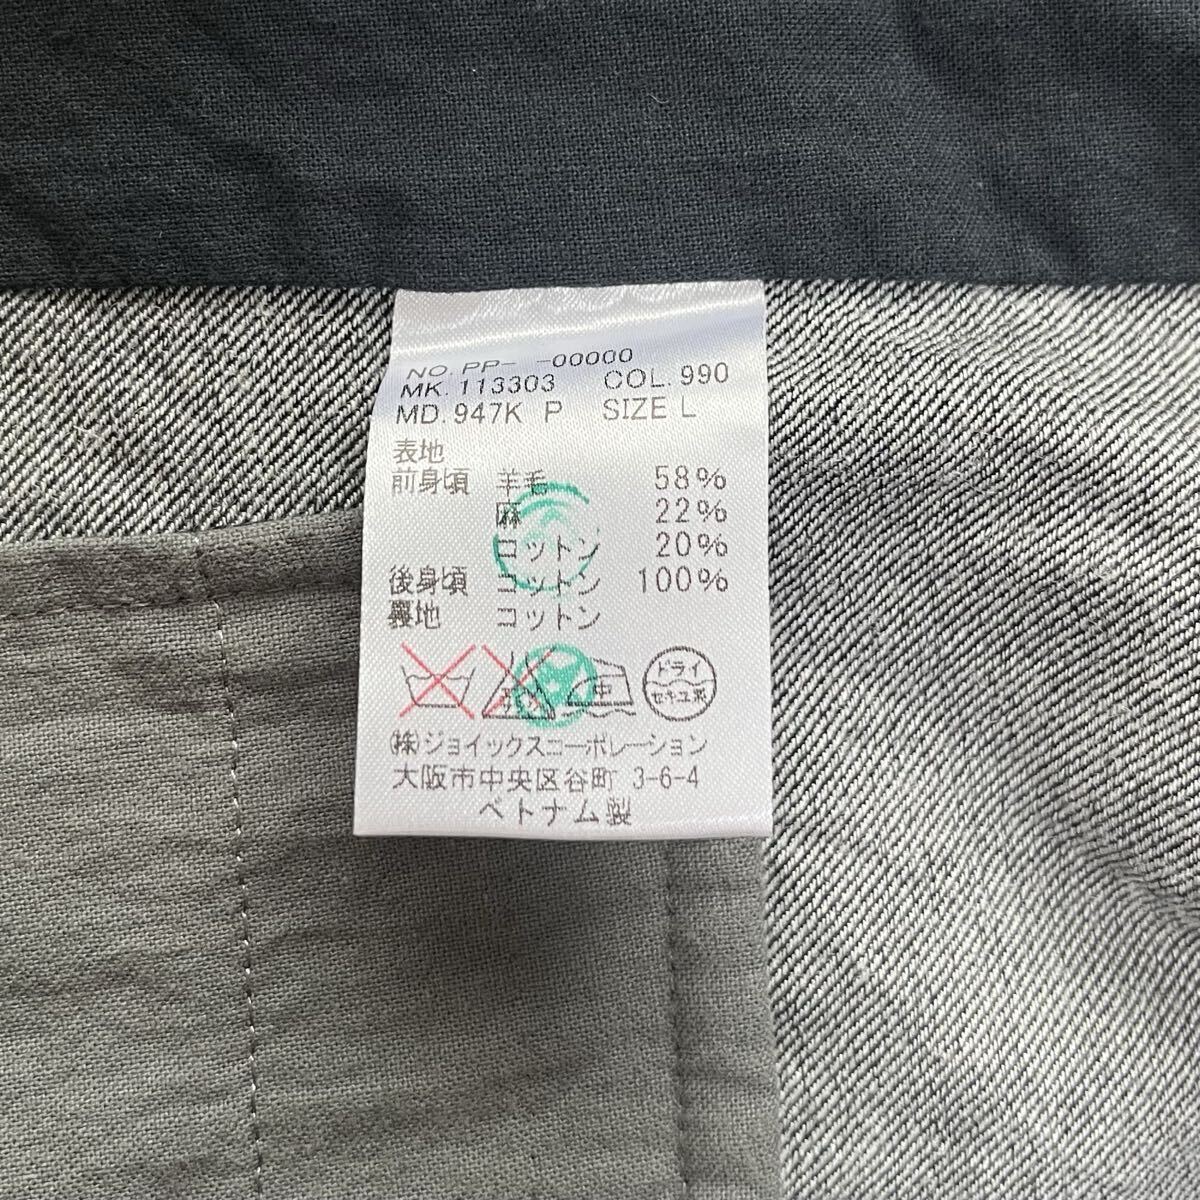 NO. PP- -00000
MK. 113303 COL. 990
MD. 947K P SIZE L
表地
前身頃 羊毛 58%
麻 22%
コットン 20%
後身頃 コットン 100%
裏地 コットン
中 ドライ
セキユ系
㈱ジョイックスコーポレーション
大阪市中央区谷町 3-6-4
ベトナム製